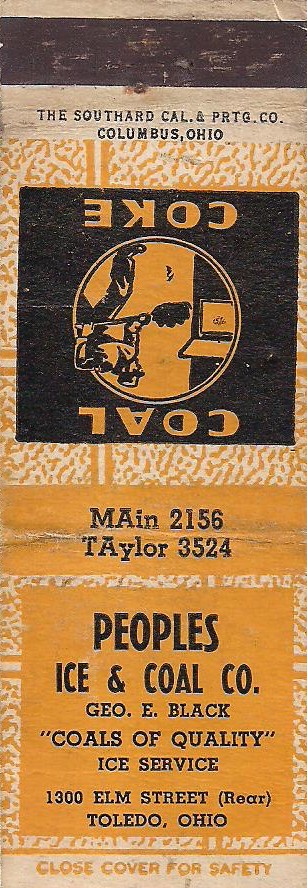 THE SOUTHARD CAL. & PRTG. CO.
COLUMBUS, OHIO
COAL
COKE
MAin 2156
TAylor 3524
PEOPLES
ICE & COAL CO.
GEO. E. BLACK
"COALS OF QUALITY"
ICE SERVICE
1300 ELM STREET (Rear)
TOLEDO, OHIO
CLOSE COVER FOR SAFETY